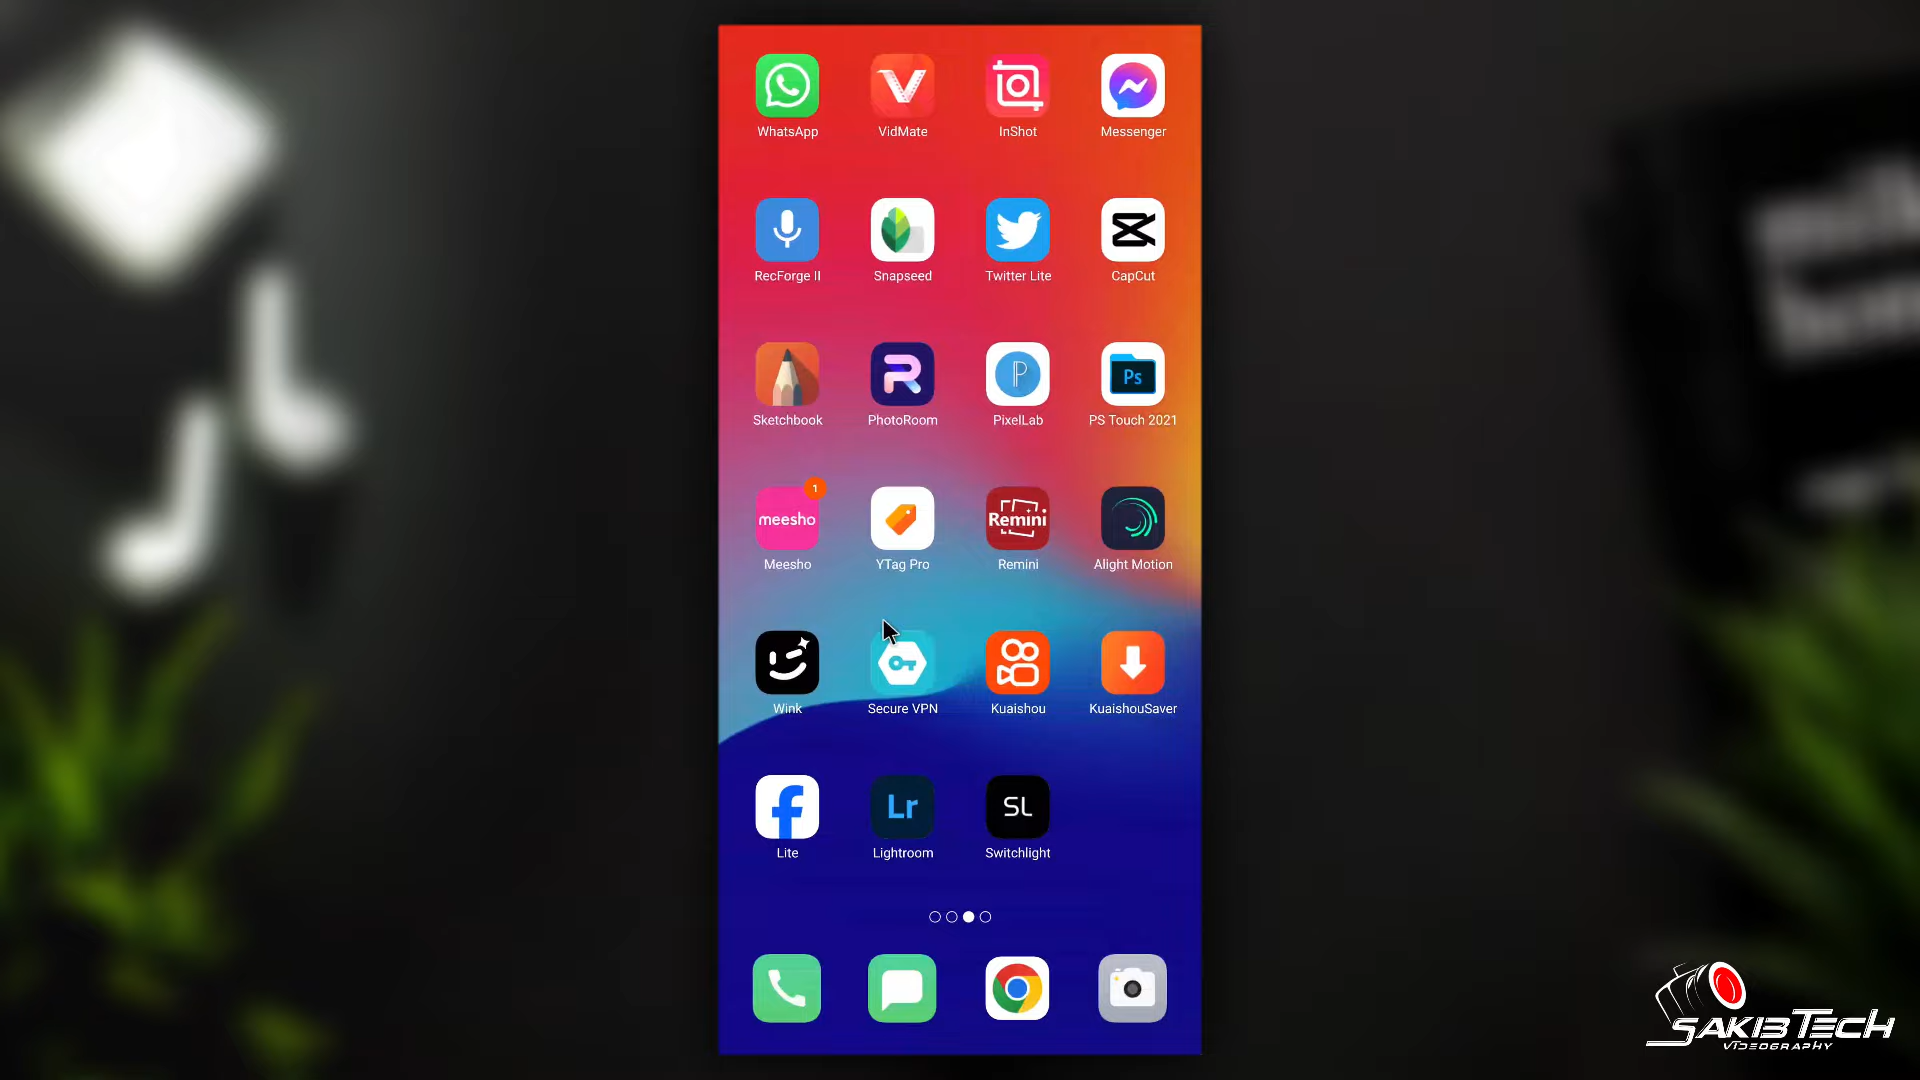 WhatsApp
VidMate
InShot
Messenger
RecForge II
Snapseed
Twitter Lite
CapCut
Ps
Sketchbook
PhotoRoom
PixelLab
PS Touch 2021
1
meesho
Remini
Meesho
YTag Pro
Remini
Alight Motion
Wink
Secure VPN
Kuaishou
KuaishouSaver
Lr
SL
Lite
Lightroom
Switchlight
SAKIBTECH
VIDEOGRAPHY